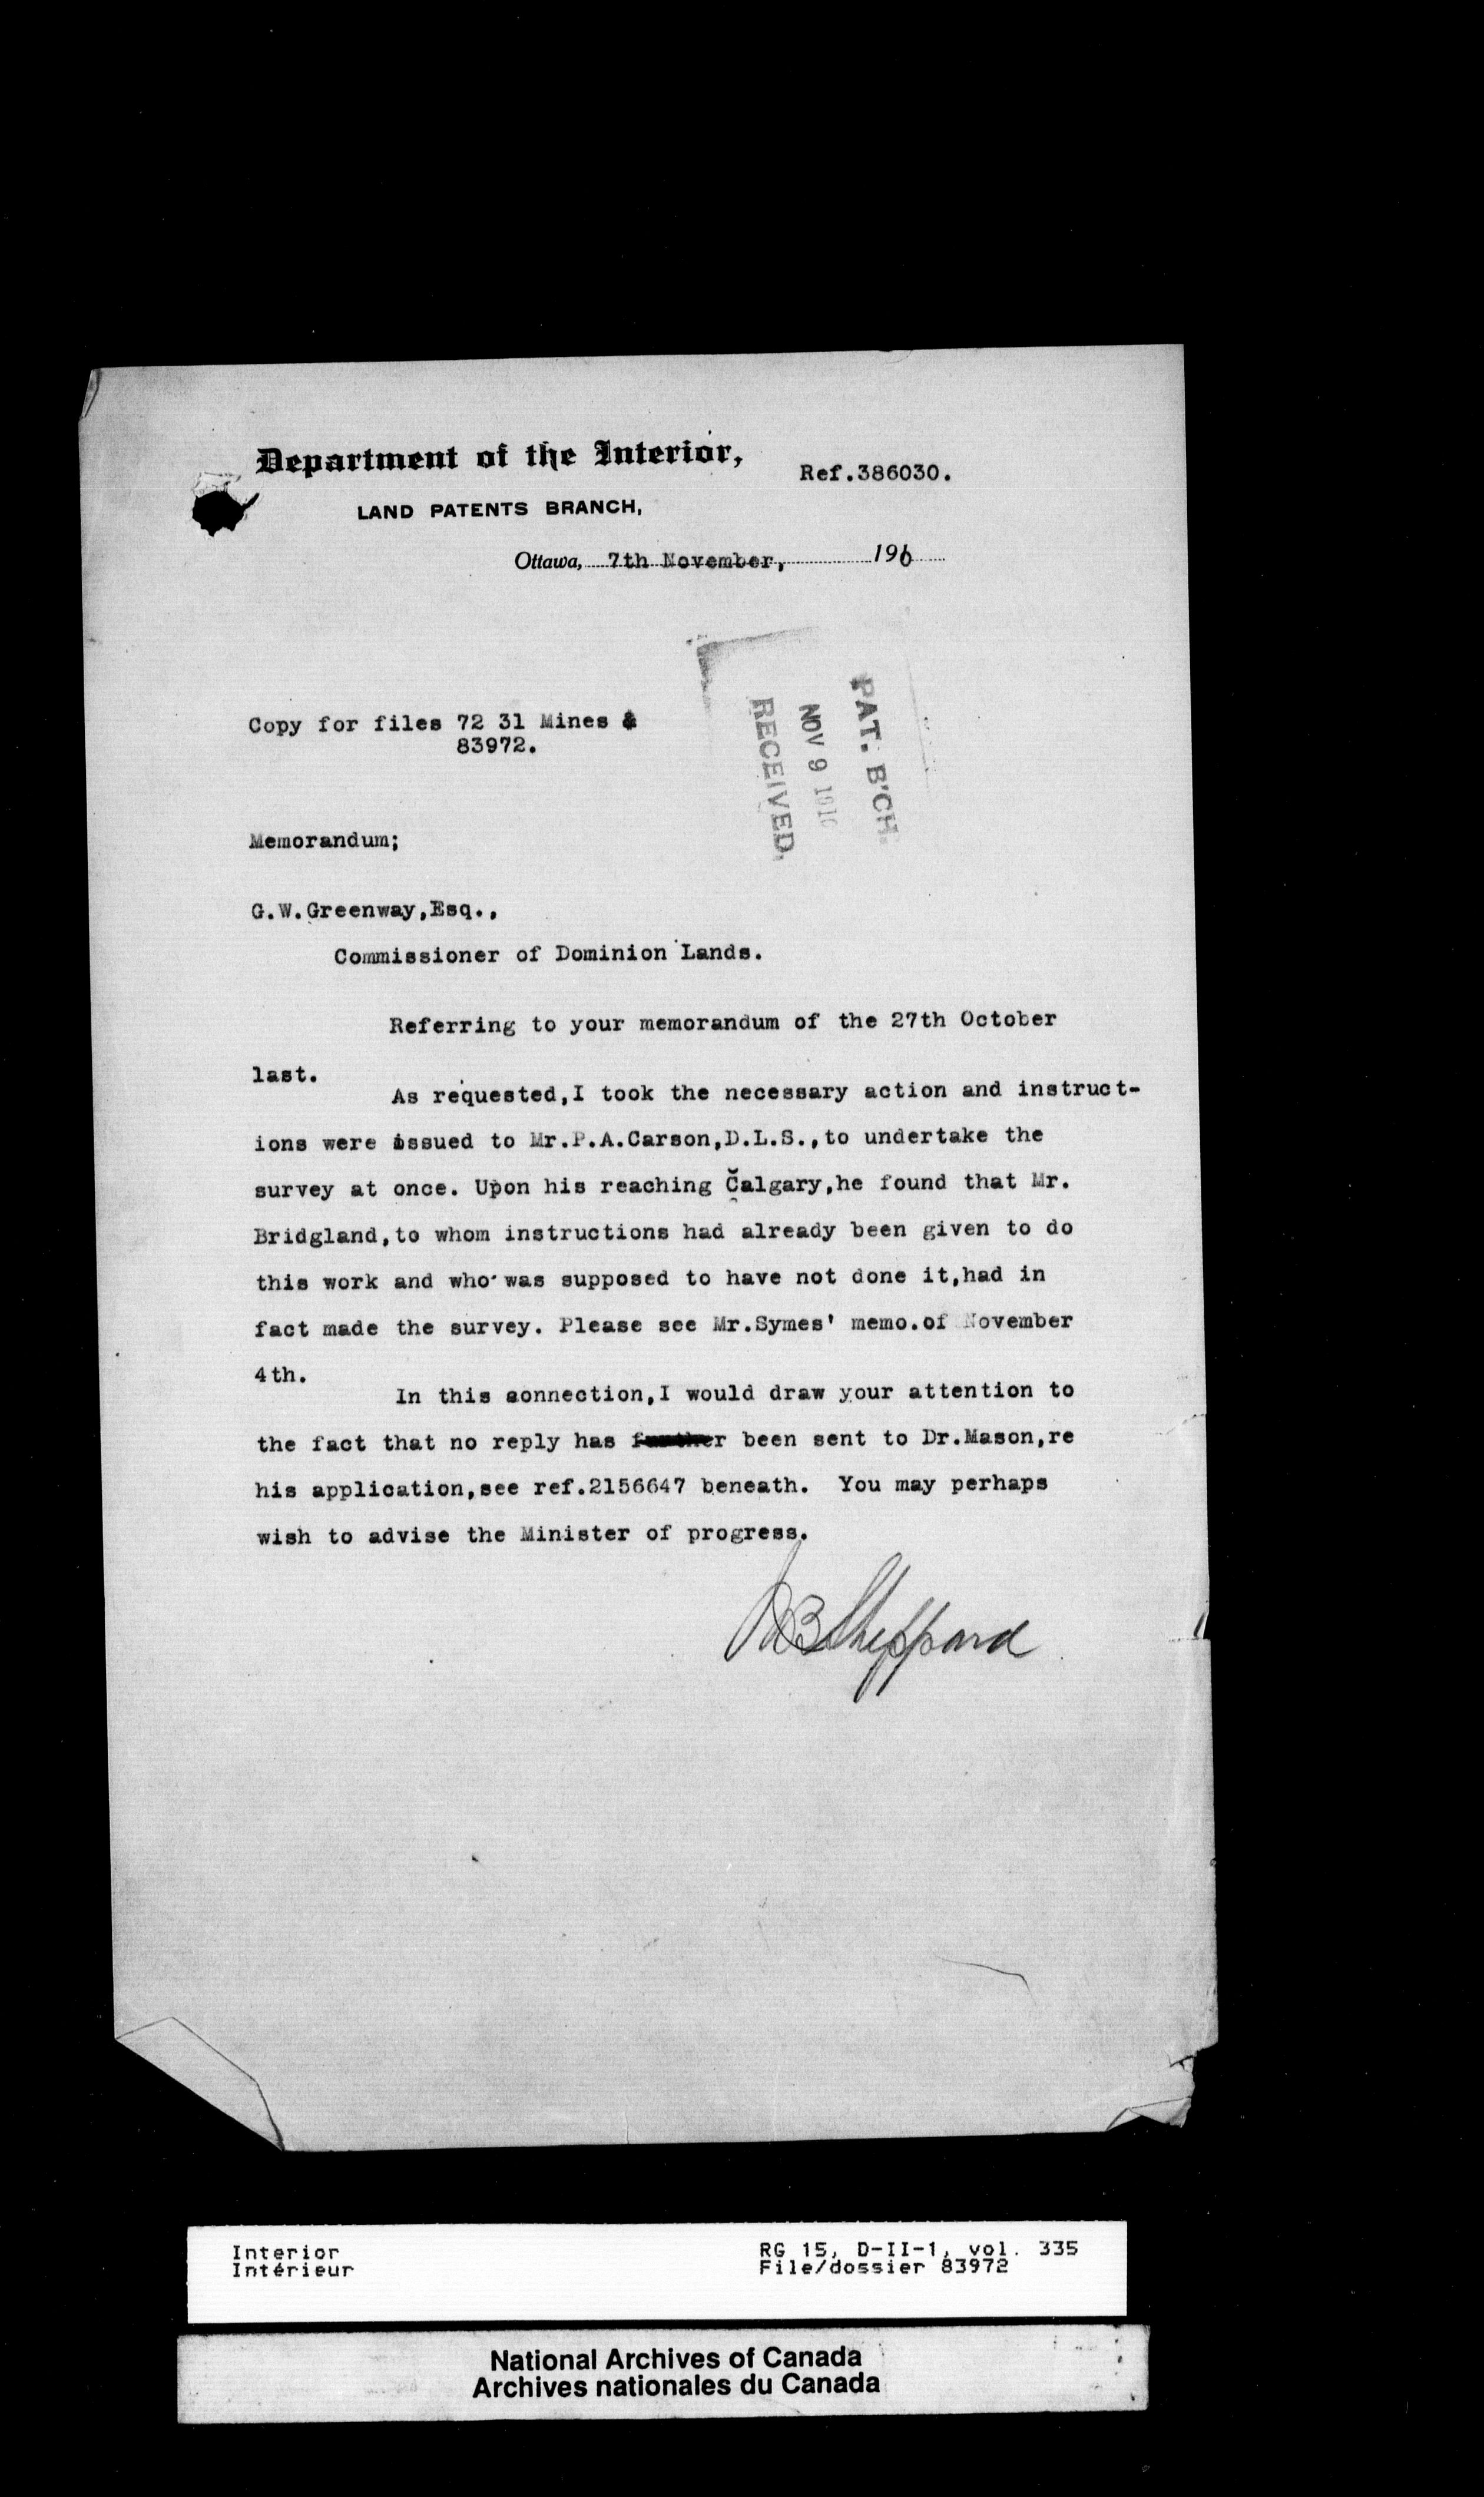 Department of the Interior,
Ref.386030.
LAND PATENTS BRANCH,
Ottawa, 7th November, 190
Copy for files 72 31 Mines &
83972.
PAT. B'CH.
NOV 9 1910
RECEIVED.
Memorandum;
G.W.Greenway,Esq.,
Commissioner of Dominion Lands.
Referring to your memorandum of the 27th October
last.
As requested,I took the necessary action and instruct-
ions were issued to Mr.P.A.Carson,D.L.S.,to undertake the
survey at once. Upon his reaching Calgary,he found that Mr.
Bridgland,to whom instructions had already been given to do
this work and who was supposed to have not done it,had in
fact made the survey. Please see Mr.Symes' memo.of November
4th.
In this aonnection,I would draw your attention to
the fact that no reply has further been sent to Dr.Mason,re
his application,see ref.2156647 beneath. You may perhaps
wish to advise the Minister of progress.
Sheppard
Interior
Intérieur
RG 15, D-II-1, vol. 335
File/dossier 83972
National Archives of Canada
Archives nationales du Canada